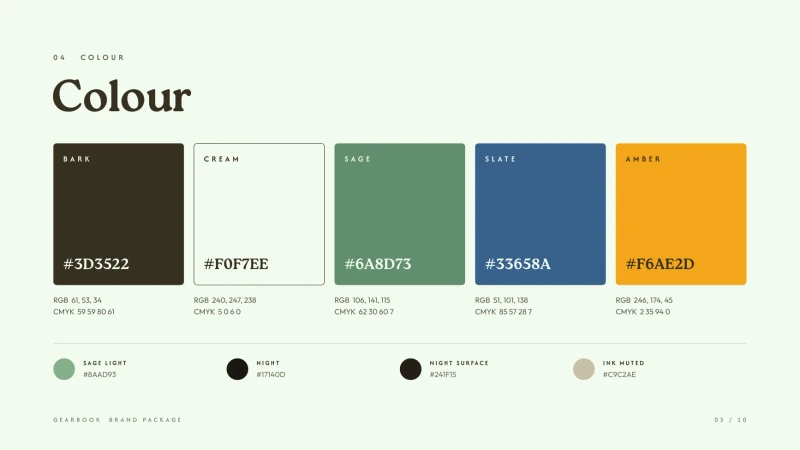 04 COLOUR
Colour
BARK
#3D3522
CREAM
#F0F7EE
SAGE
#6A8D73
SLATE
#33658A
AMBER
#F6AE2D
RGB 61, 53, 34
CMYK 59 59 80 61
RGB 240, 247, 238
CMYK 5 0 6 0
RGB 106, 141, 115
CMYK 62 30 60 7
RGB 51, 101, 138
CMYK 85 57 28 7
RGB 246, 174, 45
CMYK 2 35 94 0
SAGE LIGHT
#8AAD93
NIGHT
#17140D
NIGHT SURFACE
#241F15
INK MUTED
#C9C2AE
GEARBOOK BRAND PACKAGE
05 / 10